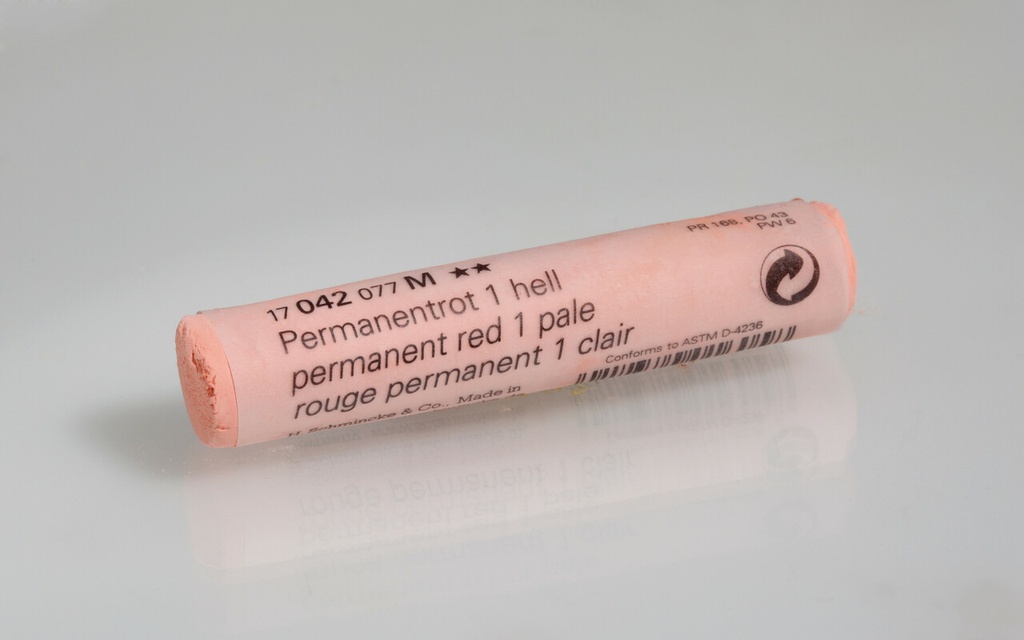 17 042 077 M ★★
Permanentrot 1 hell
permanent red 1 pale
rouge permanent 1 clair
H. Schmincke & Co., Made in
PR 168, PO 43
PW 6
Conforms to ASTM D-4236